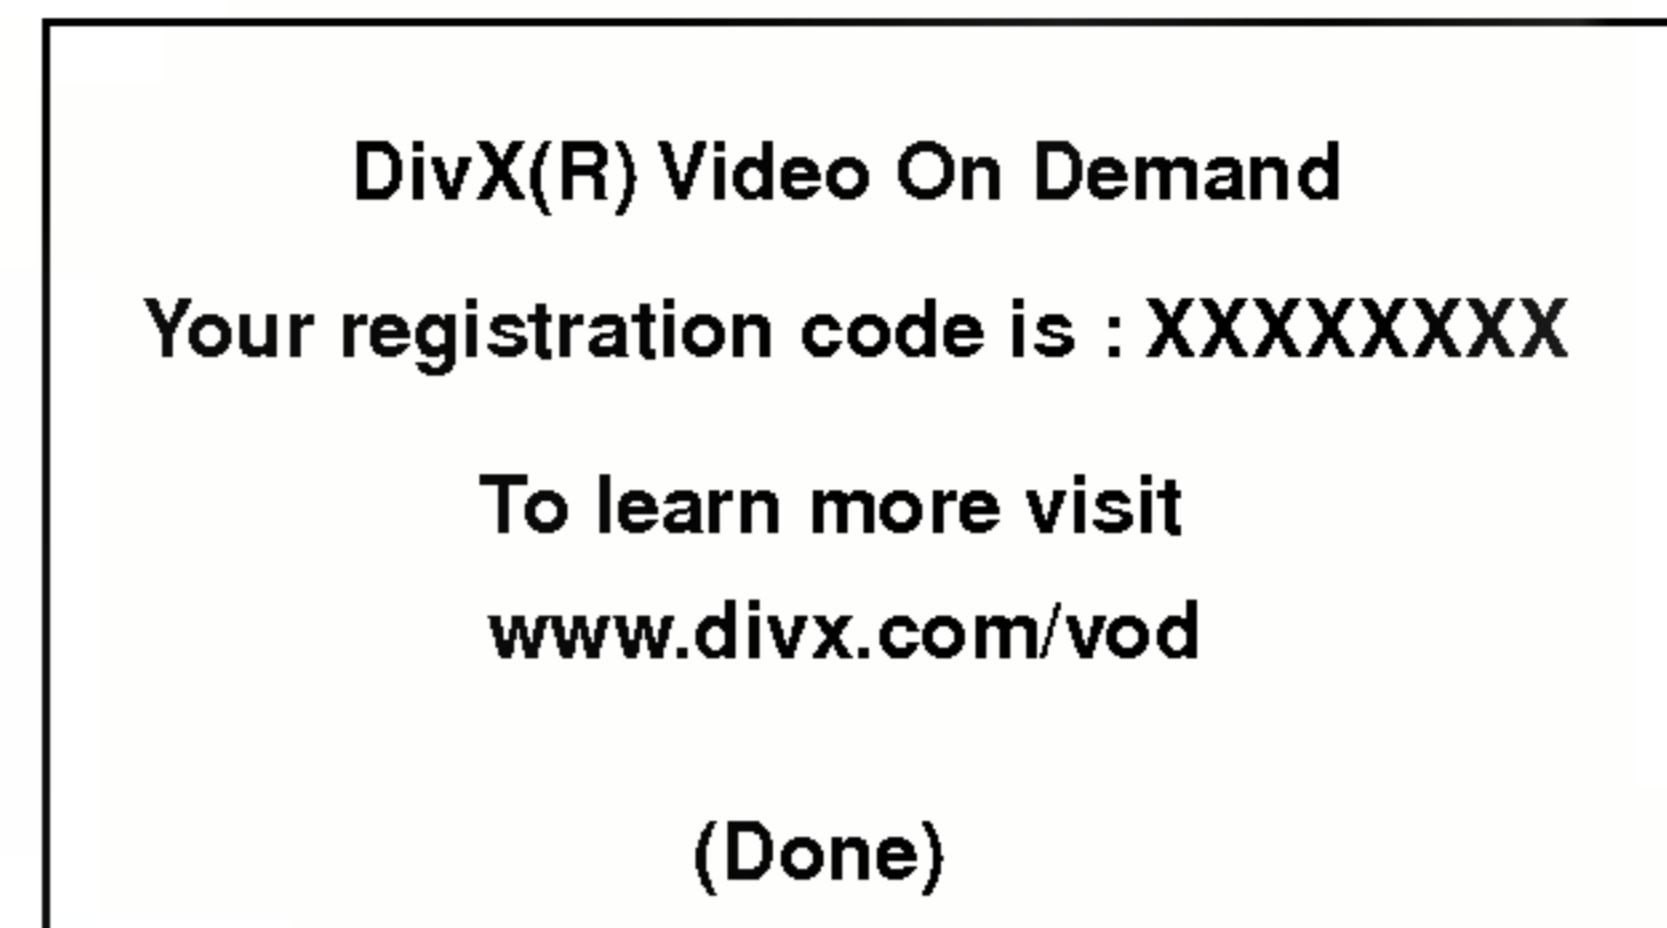 DivX(R) Video On Demand
Your registration code is : XXXXXXXX
To learn more visit
www.divx.com/vod
(Done)